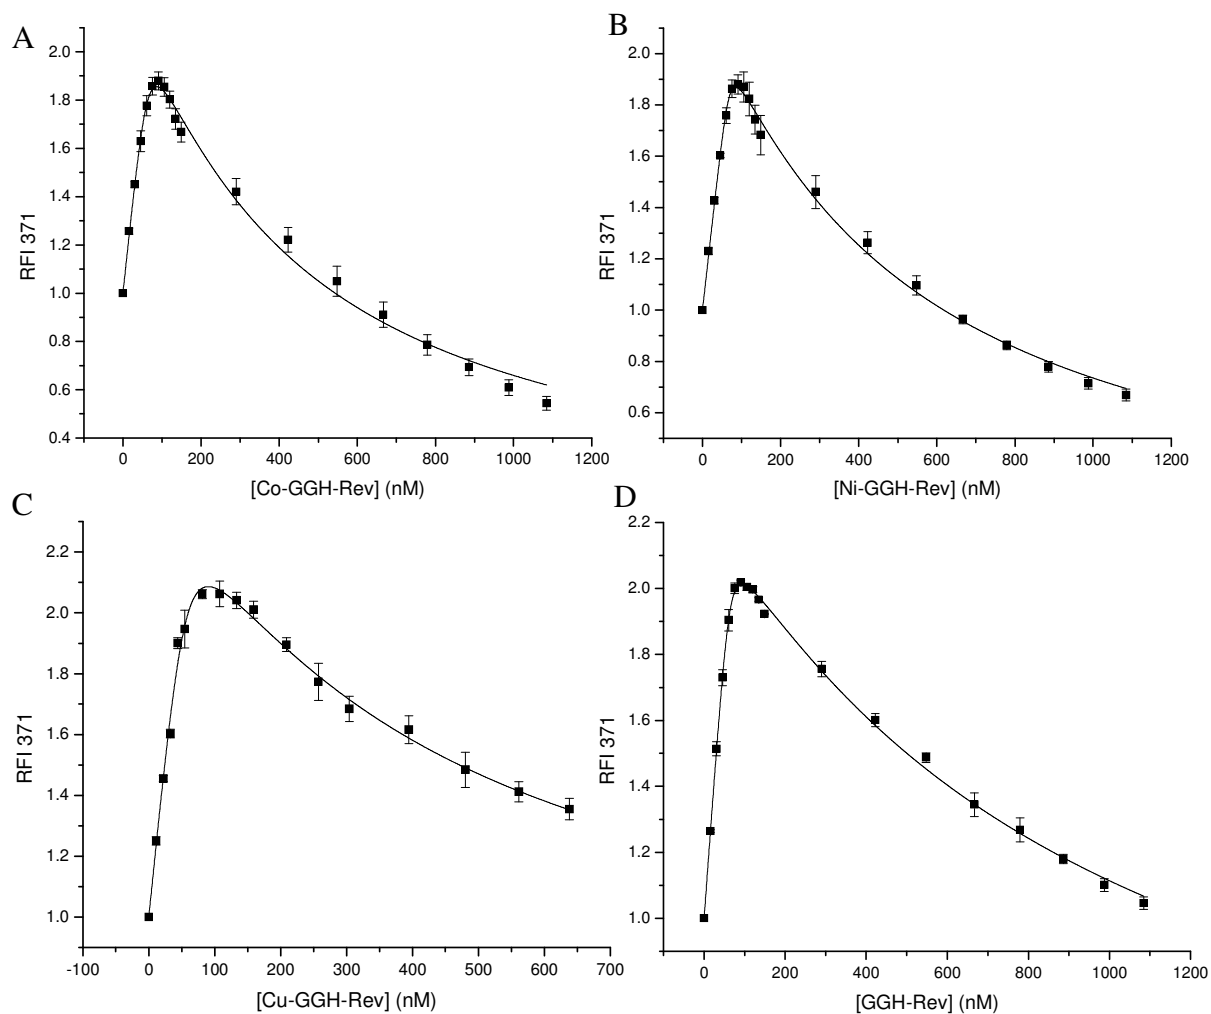 A
2.0
1.8
1.6
1.4
1.2
1.0
0.8
0.6
0.4
RFI 371
0 200 400 600 800 1000 1200
[Co-GGH-Rev] (nM)
B
2.0
1.8
1.6
1.4
1.2
1.0
0.8
0.6
RFI 371
0 200 400 600 800 1000 1200
[Ni-GGH-Rev] (nM)
C
2.2
2.0
1.8
1.6
1.4
1.2
1.0
RFI 371
-100 0 100 200 300 400 500 600 700
[Cu-GGH-Rev] (nM)
D
2.2
2.0
1.8
1.6
1.4
1.2
1.0
RFI 371
0 200 400 600 800 1000 1200
[GGH-Rev] (nM)